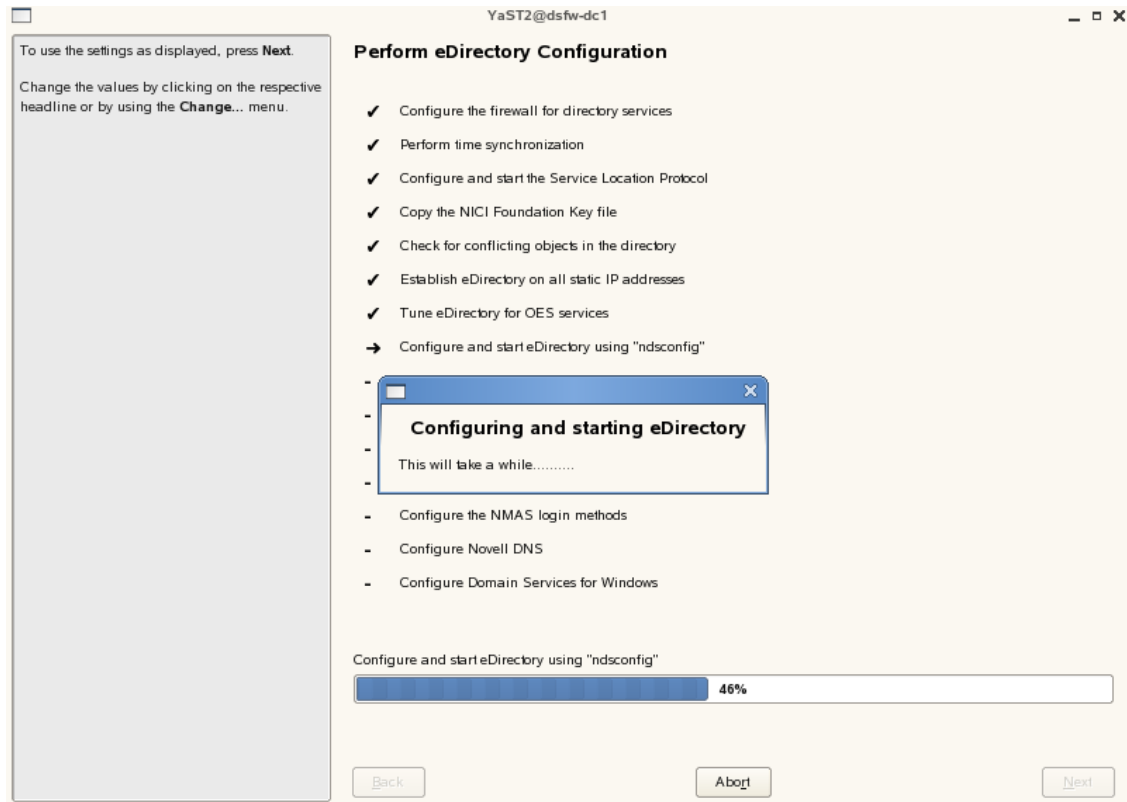 YaST2@dsfw-dc1
To use the settings as displayed, press Next.
Change the values by clicking on the respective
headline or by using the Change... menu.
Perform eDirectory Configuration
✔ Configure the firewall for directory services
✔ Perform time synchronization
✔ Configure and start the Service Location Protocol
✔ Copy the NICI Foundation Key file
✔ Check for conflicting objects in the directory
✔ Establish eDirectory on all static IP addresses
✔ Tune eDirectory for OES services
➔ Configure and start eDirectory using "ndsconfig"
-
-
-
-
Configuring and starting eDirectory
This will take a while..........
- Configure the NMAS login methods
- Configure Novell DNS
- Configure Domain Services for Windows
Configure and start eDirectory using "ndsconfig"
46%
Back
Abort
Next